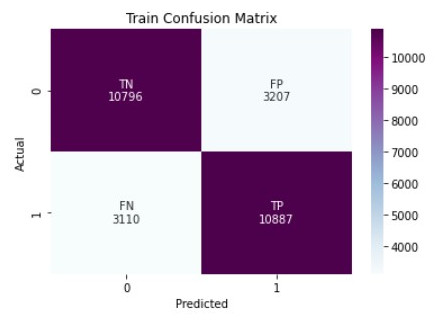 Train Confusion Matrix
TN
10796
FP
3207
FN
3110
TP
10887
0
1
Actual
0
1
Predicted
10000
9000
8000
7000
6000
5000
4000